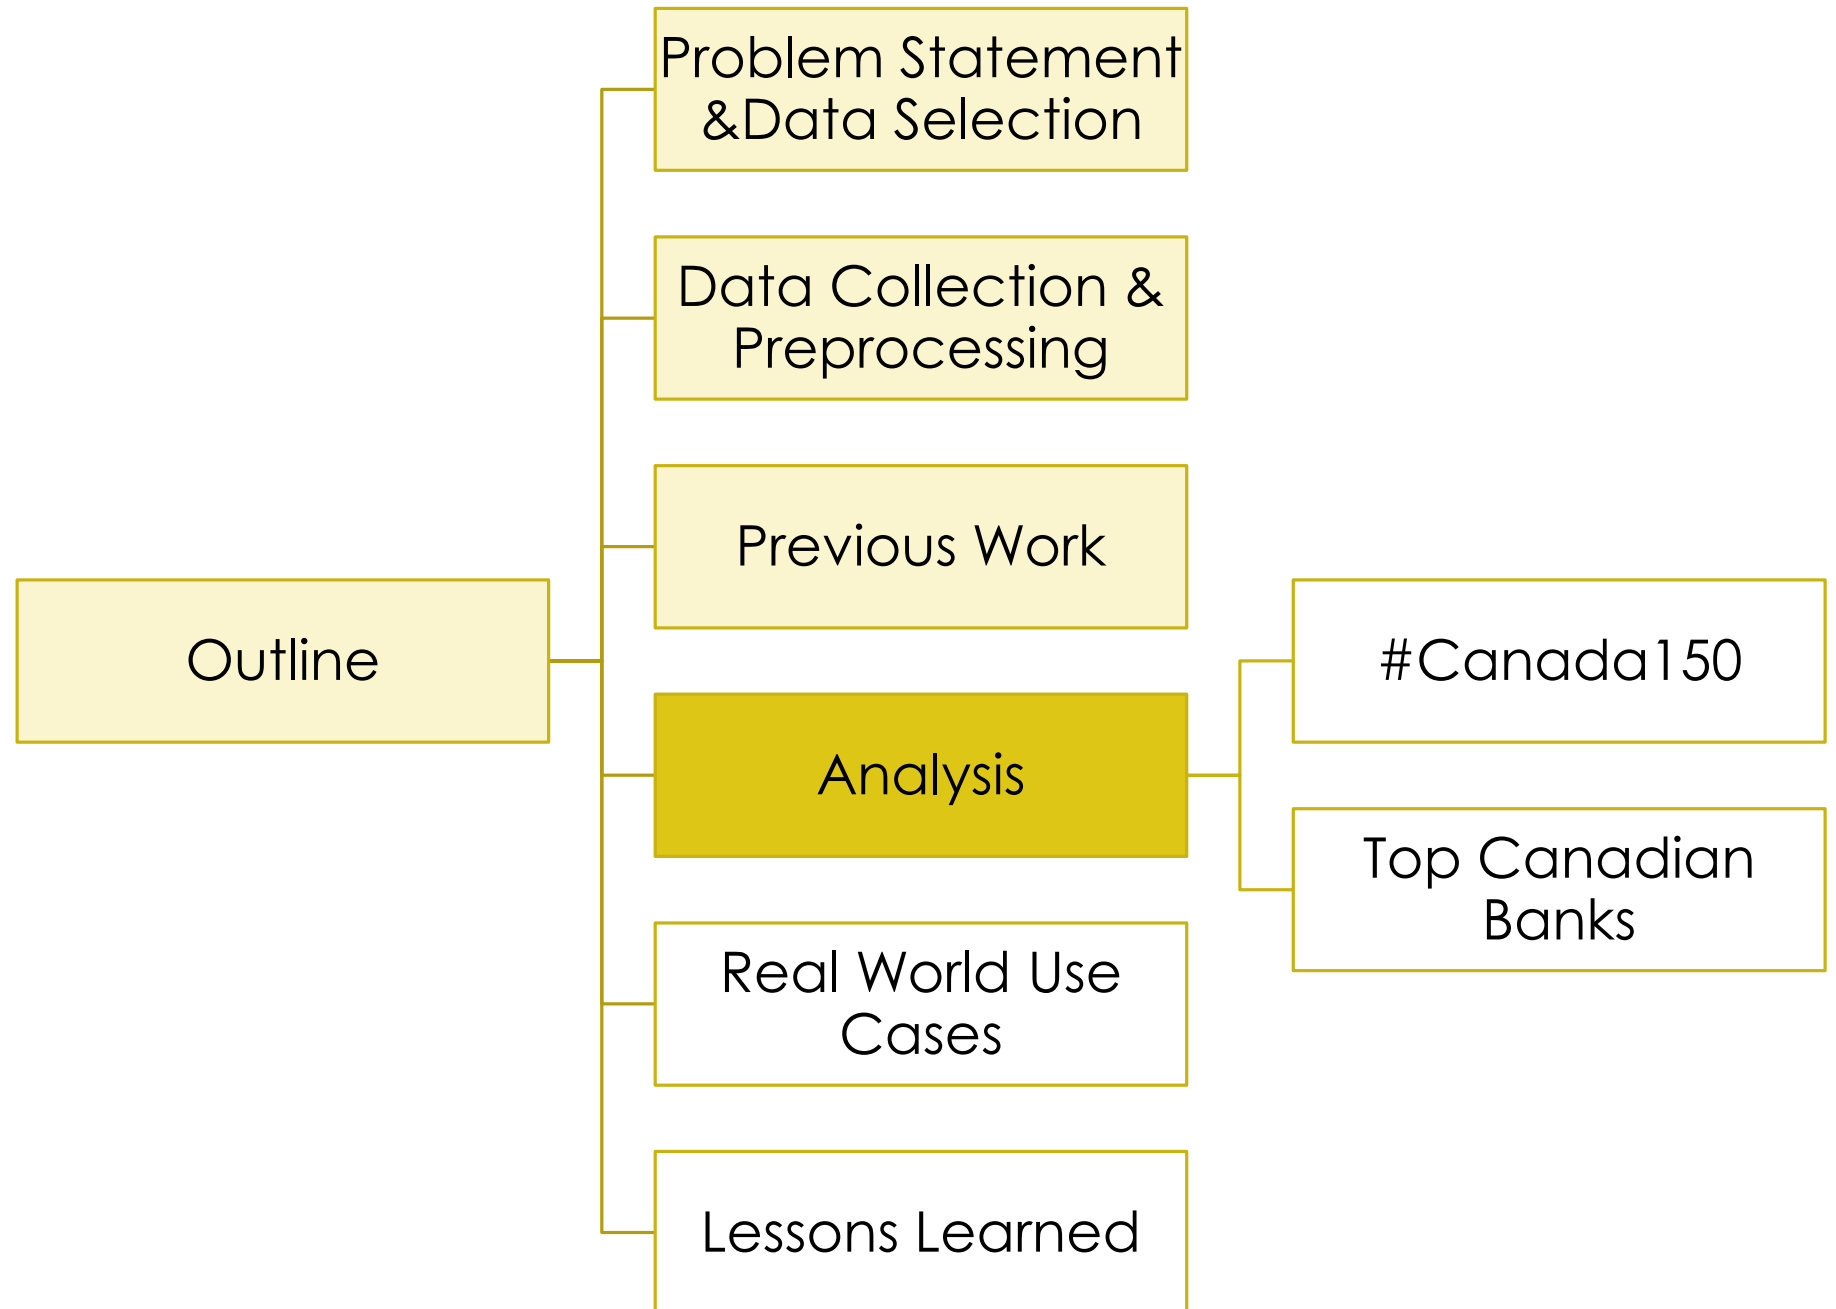 Outline
Problem Statement
&Data Selection
Data Collection &
Preprocessing
Previous Work
Analysis
#Canada150
Top Canadian
Banks
Real World Use
Cases
Lessons Learned